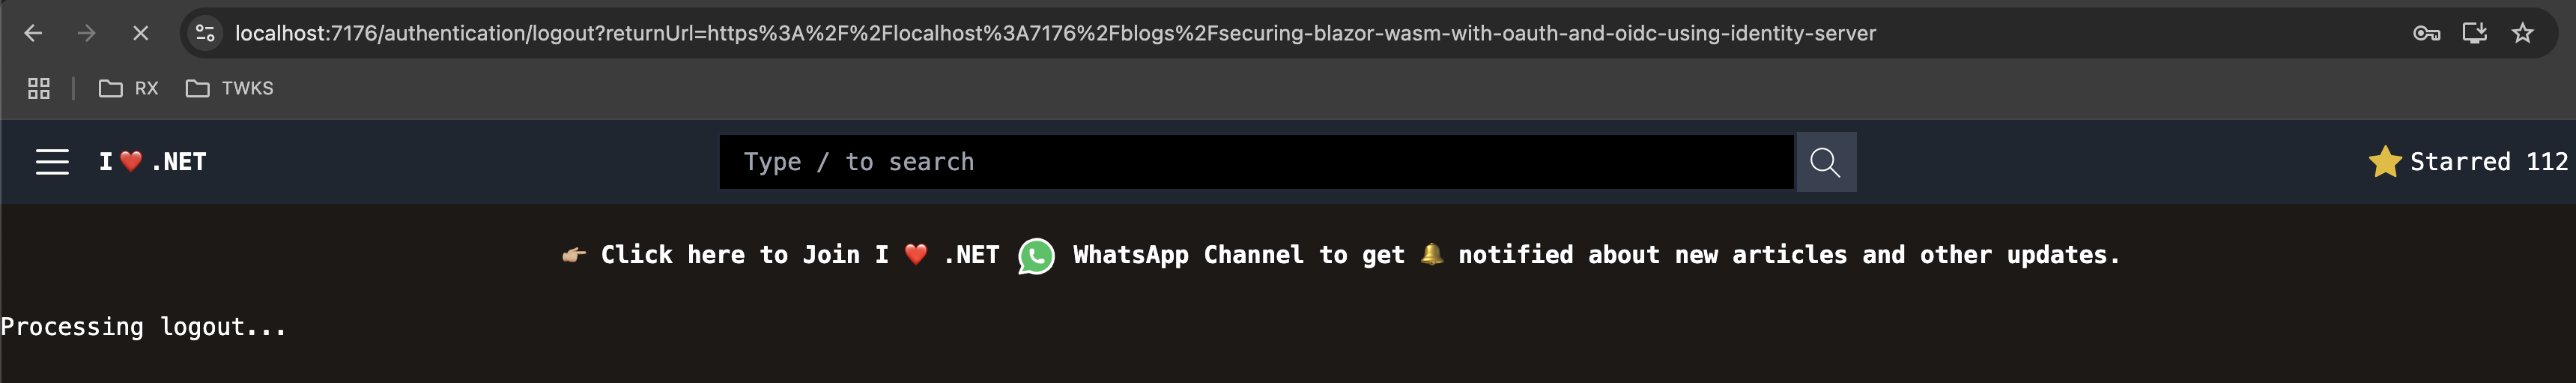 localhost:7176/authentication/logout?returnUrl=https%3A%2F%2Flocalhost%3A7176%2Fblogs%2Fsecuring-blazor-wasm-with-oauth-and-oidc-using-identity-server
RX TWKS
I ❤️ .NET Type / to search ⭐ Starred 112
👉🏼 Click here to Join I ❤️ .NET WhatsApp Channel to get 🔔 notified about new articles and other updates.
Processing logout...